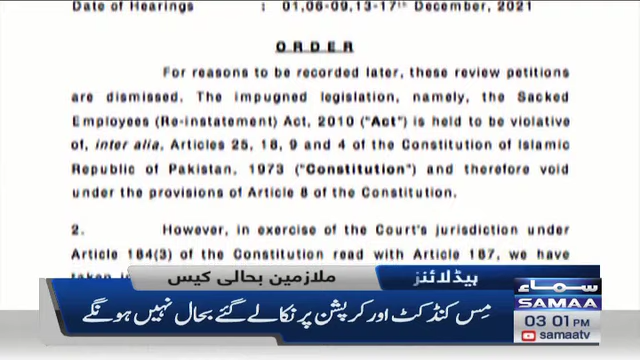 Date of Hearings : 01,06-09,13-17th December, 2021
ORDER
For reasons to be recorded later, these review petitions
are dismissed. The impugned legislation, namely, the Sacked
Employees (Re-instatement) Act, 2010 ("Act") is held to be violative
of, inter alia, Articles 25, 18, 9 and 4 of the Constitution of Islamic
Republic of Pakistan, 1973 ("Constitution") and therefore void
under the provisions of Article 8 of the Constitution.
2. However, in exercise of the Court's jurisdiction under
Article 184(3) of the Constitution read with Article 187, we have
ہیڈلائنز
ملازمین بحالی کیس
مِس کنڈکٹ اور کرپشن پر نکالے گئے بحال نہیں ہونگے
سماء
SAMAA
03 01 PM
samaatv